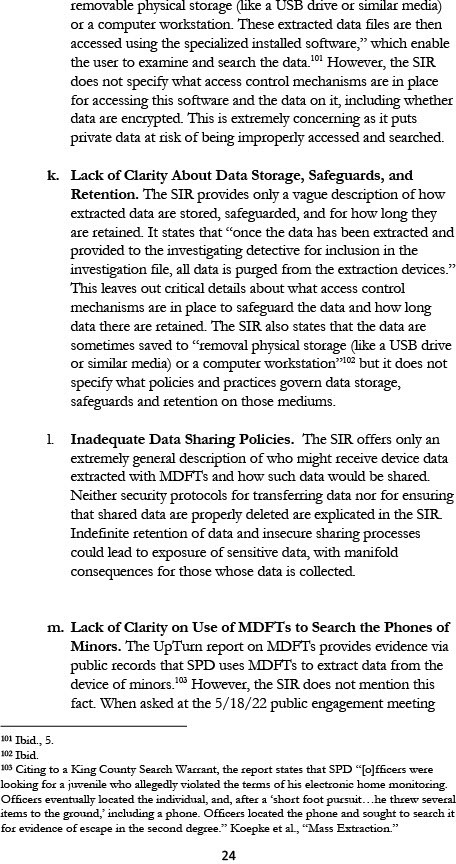 removable physical storage (like a USB drive or similar media)
or a computer workstation. These extracted data files are then
accessed using the specialized installed software,” which enable
the user to examine and search the data.101 However, the SIR
does not specify what access control mechanisms are in place
for accessing this software and the data on it, including whether
data are encrypted. This is extremely concerning as it puts
private data at risk of being improperly accessed and searched.
k. Lack of Clarity About Data Storage, Safeguards, and
Retention. The SIR provides only a vague description of how
extracted data are stored, safeguarded, and for how long they
are retained. It states that “once the data has been extracted and
provided to the investigating detective for inclusion in the
investigation file, all data is purged from the extraction devices.”
This leaves out critical details about what access control
mechanisms are in place to safeguard the data and how long
data there are retained. The SIR also states that the data are
sometimes saved to “removal physical storage (like a USB drive
or similar media) or a computer workstation”102 but it does not
specify what policies and practices govern data storage,
safeguards and retention on those mediums.
l. Inadequate Data Sharing Policies. The SIR offers only an
extremely general description of who might receive device data
extracted with MDFTs and how such data would be shared.
Neither security protocols for transferring data nor for ensuring
that shared data are properly deleted are explicated in the SIR.
Indefinite retention of data and insecure sharing processes
could lead to exposure of sensitive data, with manifold
consequences for those whose data is collected.
m. Lack of Clarity on Use of MDFTs to Search the Phones of
Minors. The UpTurn report on MDFTs provides evidence via
public records that SPD uses MDFTs to extract data from the
device of minors.103 However, the SIR does not mention this
fact. When asked at the 5/18/22 public engagement meeting
101 Ibid., 5.
102 Ibid.
103 Citing to a King County Search Warrant, the report states that SPD “[o]fficers were
looking for a juvenile who allegedly violated the terms of his electronic home monitoring.
Officers eventually located the individual, and, after a ‘short foot pursuit…he threw several
items to the ground,’ including a phone. Officers located the phone and sought to search it
for evidence of escape in the second degree.” Koepke et al., “Mass Extraction.”
24